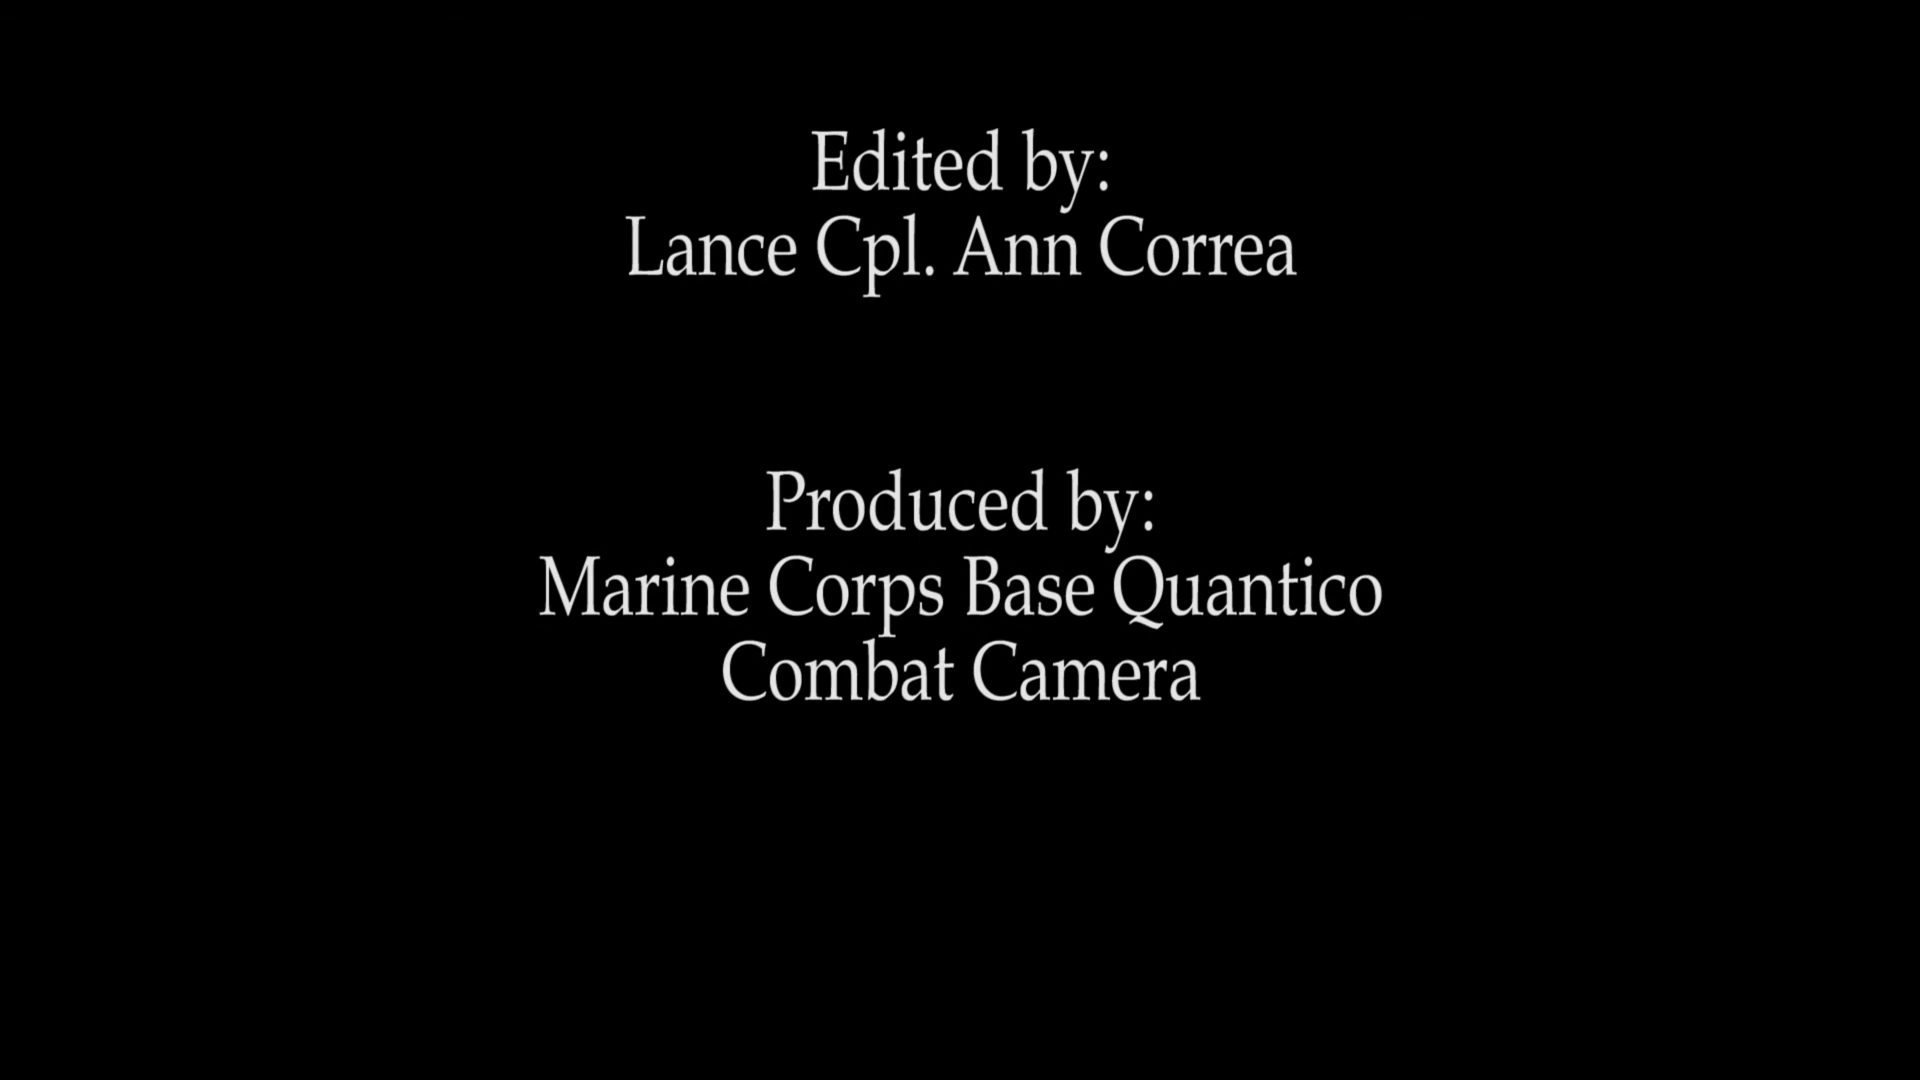 Edited by:
Lance Cpl. Ann Correa
Produced by:
Marine Corps Base Quantico
Combat Camera